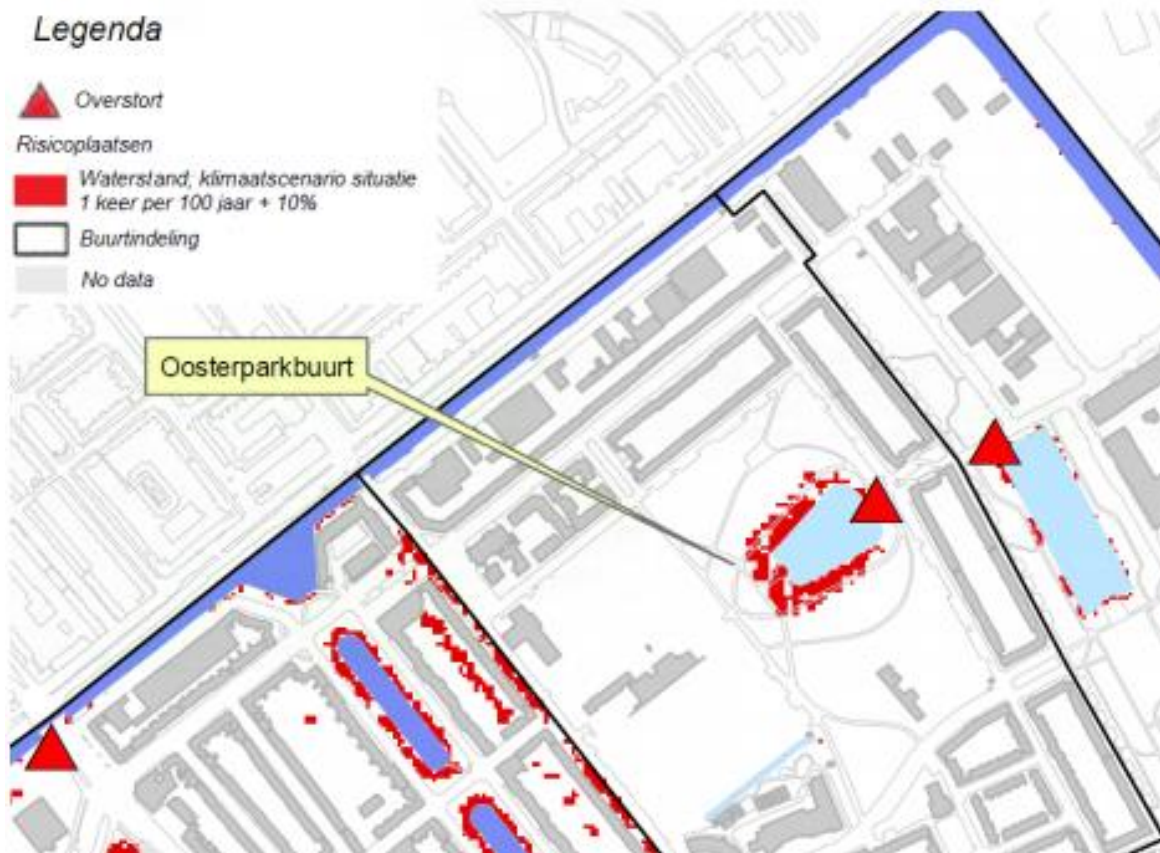 Legenda
Overstort
Risicoplaatsen
Waterstand, klimaatscenario situatie
1 keer per 100 jaar + 10%
Buurtindeling
No data
Oosterparkbuurt